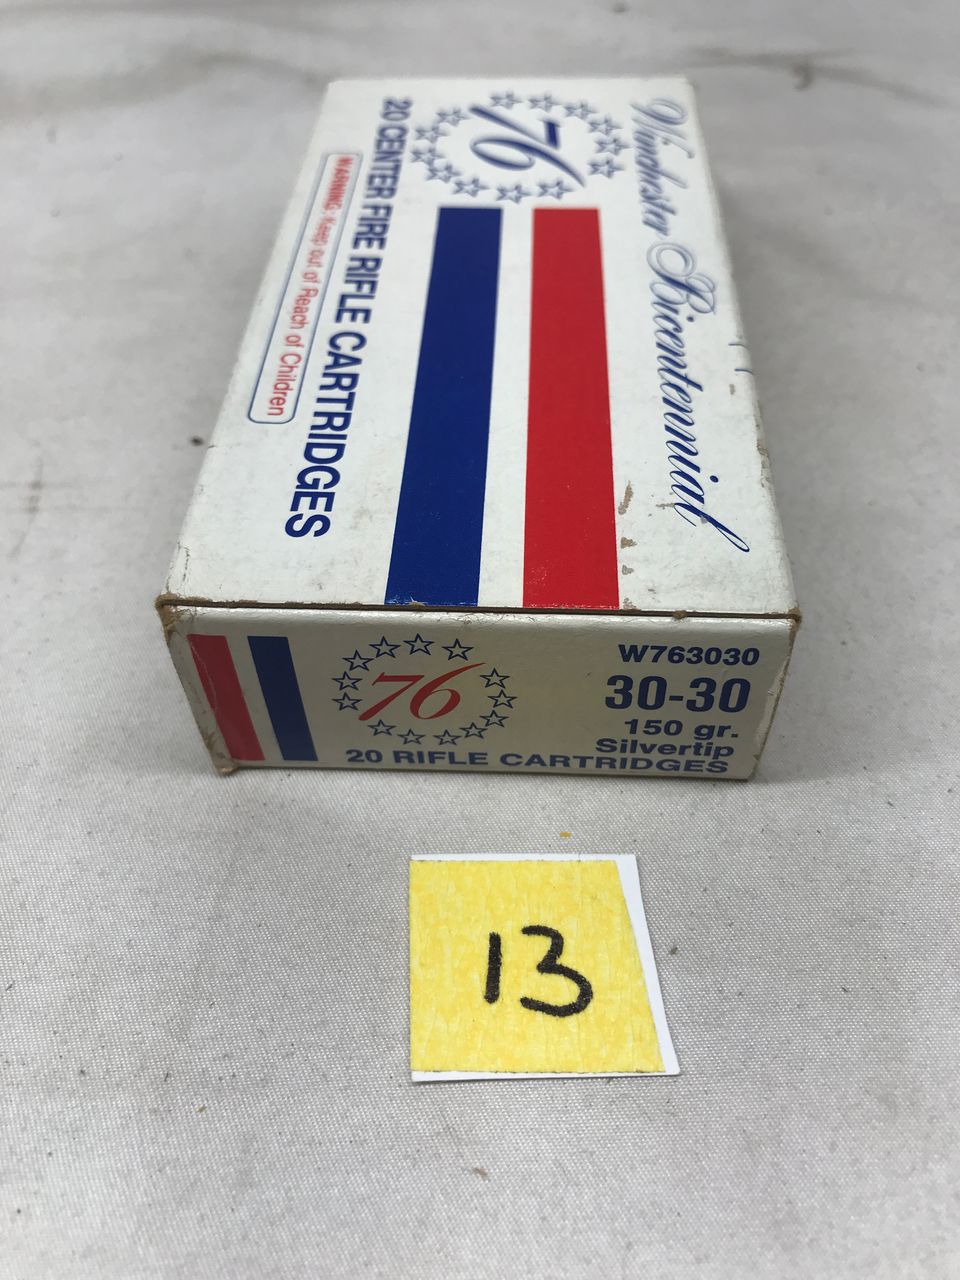 Winchester Bicentennial
76
20 CENTER FIRE RIFLE CARTRIDGES
WARNING: Keep out of Reach of Children
76
W763030
30-30
150 gr.
Silvertip
20 RIFLE CARTRIDGES
13